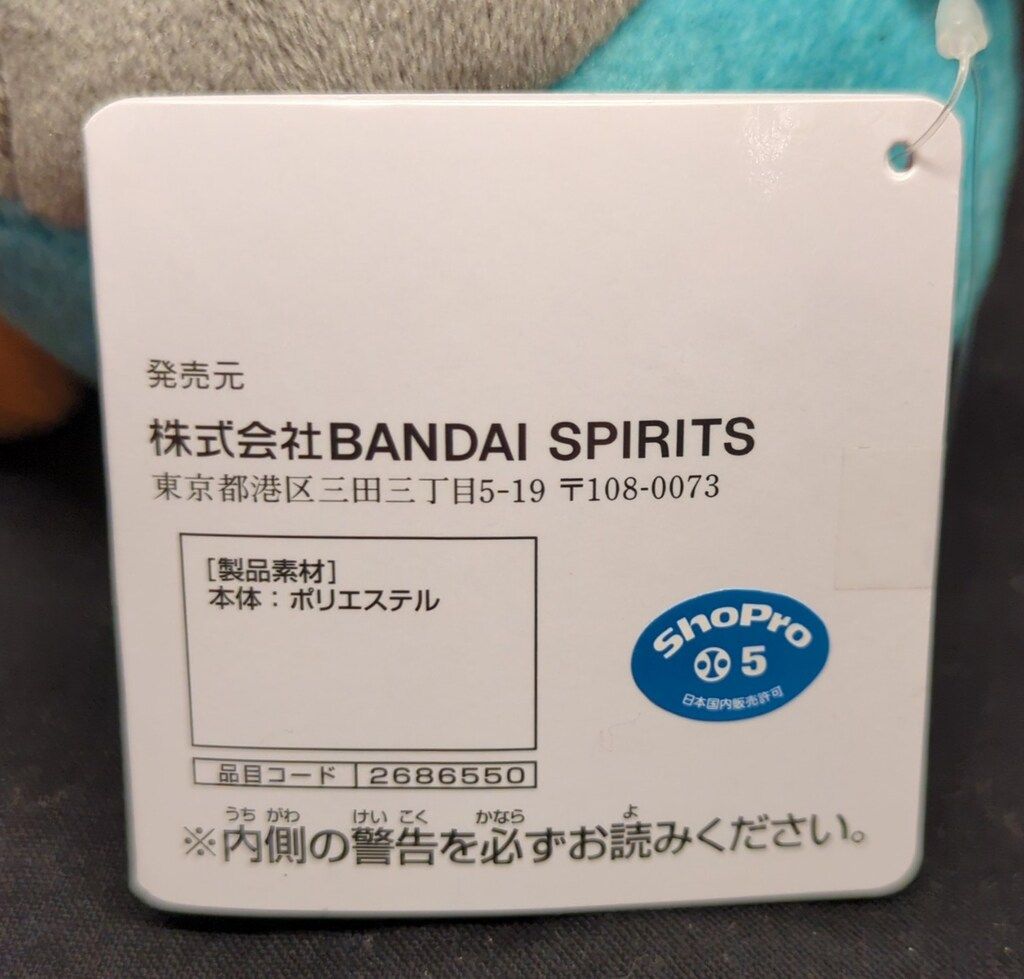 発売元
株式会社BANDAI SPIRITS
東京都港区三田三丁目5-19 〒108-0073
[製品素材]
本体：ポリエステル
ShoPro
5
日本国内販売許可
品目コード 2686550
※内側の警告を必ずお読みください。
うち がわ けい こく かなら よ